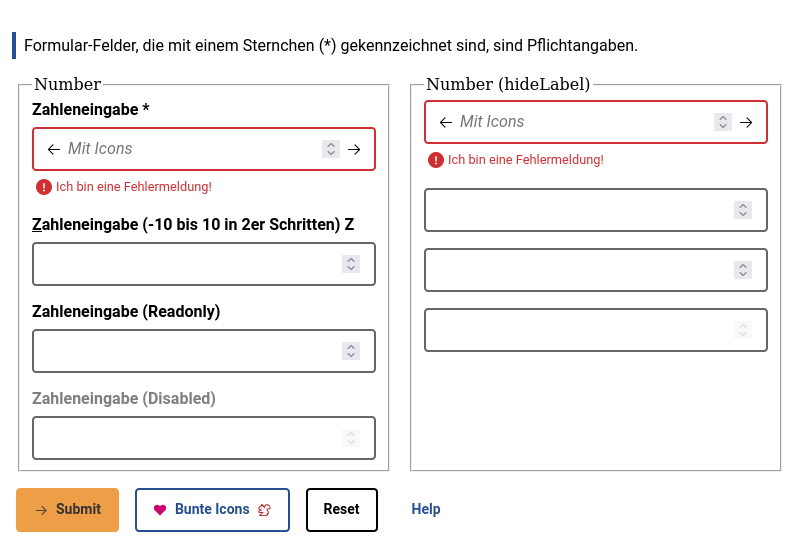 Formular-Felder, die mit einem Sternchen (*) gekennzeichnet sind, sind Pflichtangaben.
Number
Zahleneingabe *
Mit Icons
Ich bin eine Fehlermeldung!
Zahleneingabe (-10 bis 10 in 2er Schritten) Z
Zahleneingabe (Readonly)
Zahleneingabe (Disabled)
Number (hideLabel)
Mit Icons
Ich bin eine Fehlermeldung!
Submit
Bunte Icons
Reset
Help